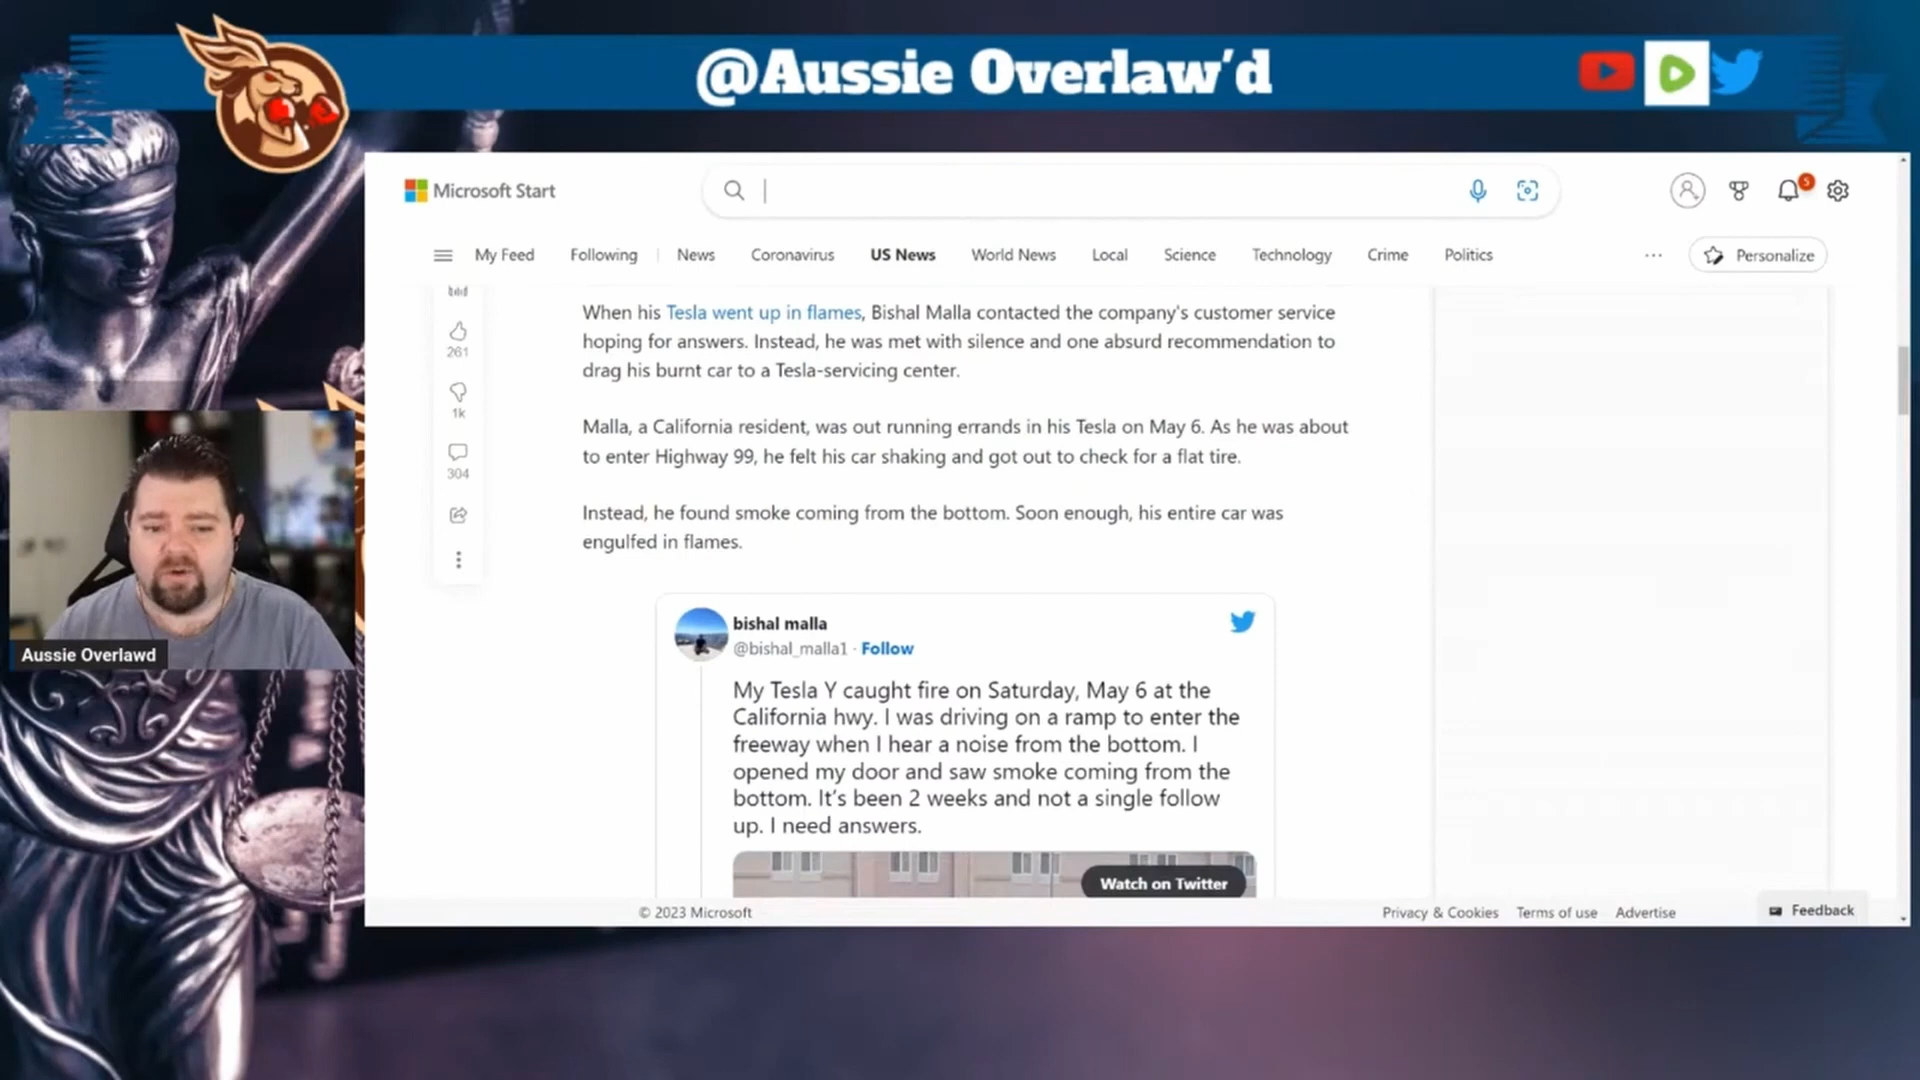 @Aussie Overlaw'd
Microsoft Start
5
My Feed
Following
News
Coronavirus
US News
World News
Local
Science
Technology
Crime
Politics
Personalize
261
1k
304
When his Tesla went up in flames, Bishal Malla contacted the company's customer service
hoping for answers. Instead, he was met with silence and one absurd recommendation to
drag his burnt car to a Tesla-servicing center.
Malla, a California resident, was out running errands in his Tesla on May 6. As he was about
to enter Highway 99, he felt his car shaking and got out to check for a flat tire.
Instead, he found smoke coming from the bottom. Soon enough, his entire car was
engulfed in flames.
bishal malla
@bishal_malla1 · Follow
My Tesla Y caught fire on Saturday, May 6 at the
California hwy. I was driving on a ramp to enter the
freeway when I hear a noise from the bottom. I
opened my door and saw smoke coming from the
bottom. It's been 2 weeks and not a single follow
up. I need answers.
Watch on Twitter
Aussie Overlawd
© 2023 Microsoft
Privacy & Cookies
Terms of use
Advertise
Feedback